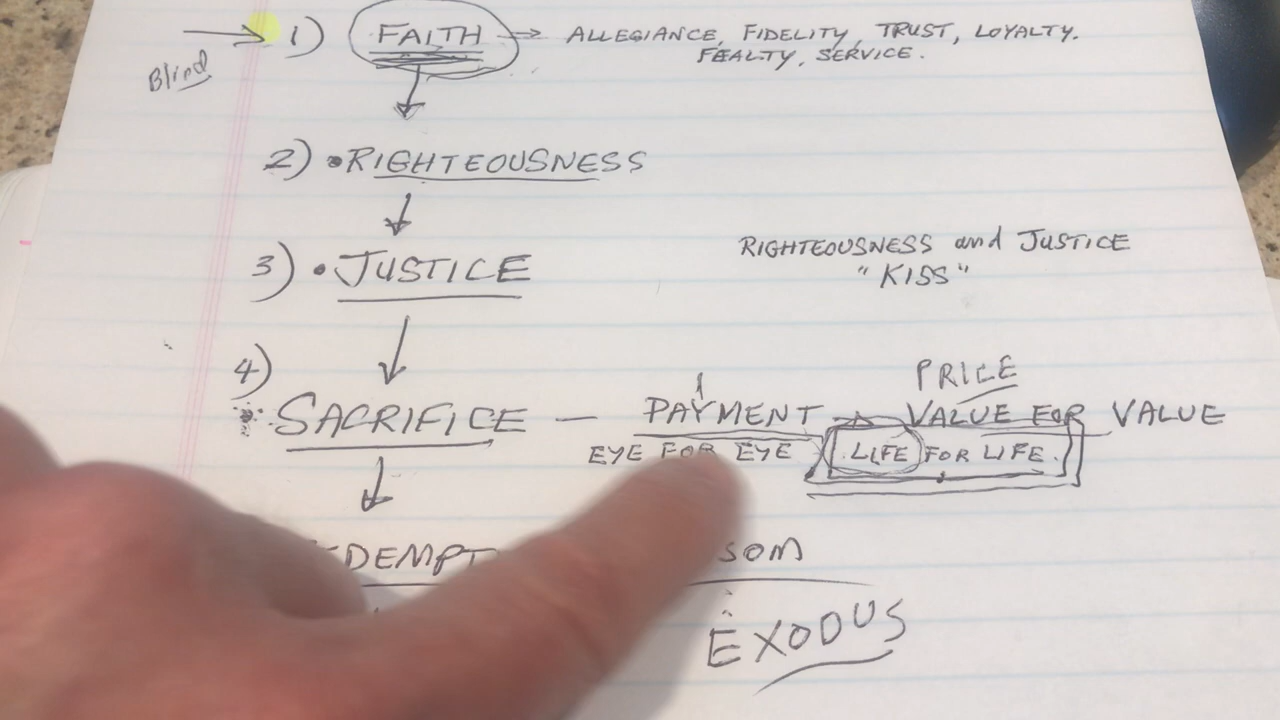 1) FAITH → ALLEGIANCE, FIDELITY, TRUST, LOYALTY.
FEALTY, SERVICE.
Blind
2) •RIGHTEOUSNESS
3) •JUSTICE
RIGHTEOUSNESS and JUSTICE
"KISS"
4)
PRICE
SACRIFICE — PAYMENT VALUE FOR VALUE
EYE FOR EYE LIFE FOR LIFE.
EXODUS